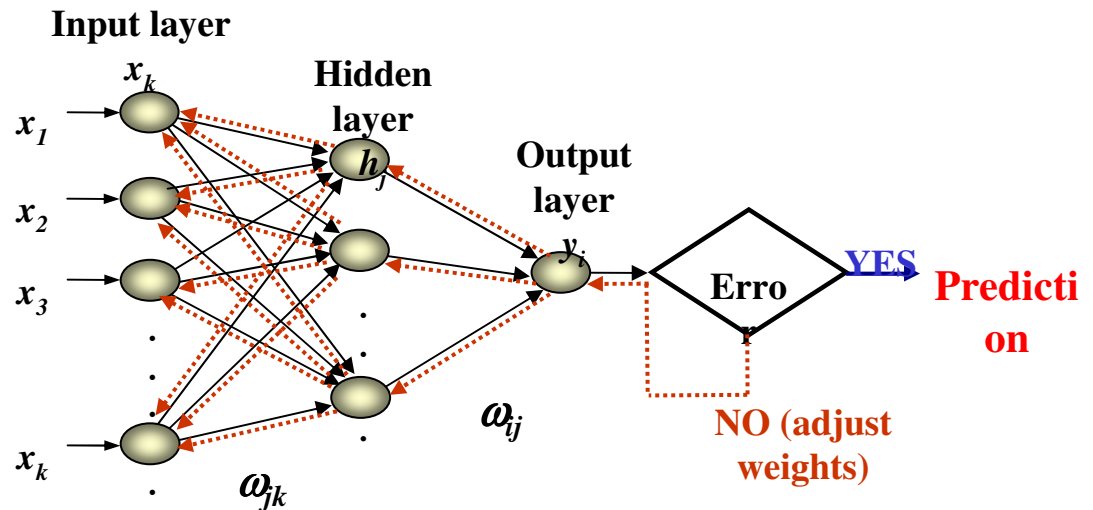 Input layer
x_k
Hidden
layer
h_j
Output
layer
y_i
x_1
x_2
x_3
.
.
.
x_k
.
.
.
.
ω_jk
ω_ij
Erro
r
YES
Predicti
on
NO (adjust
weights)